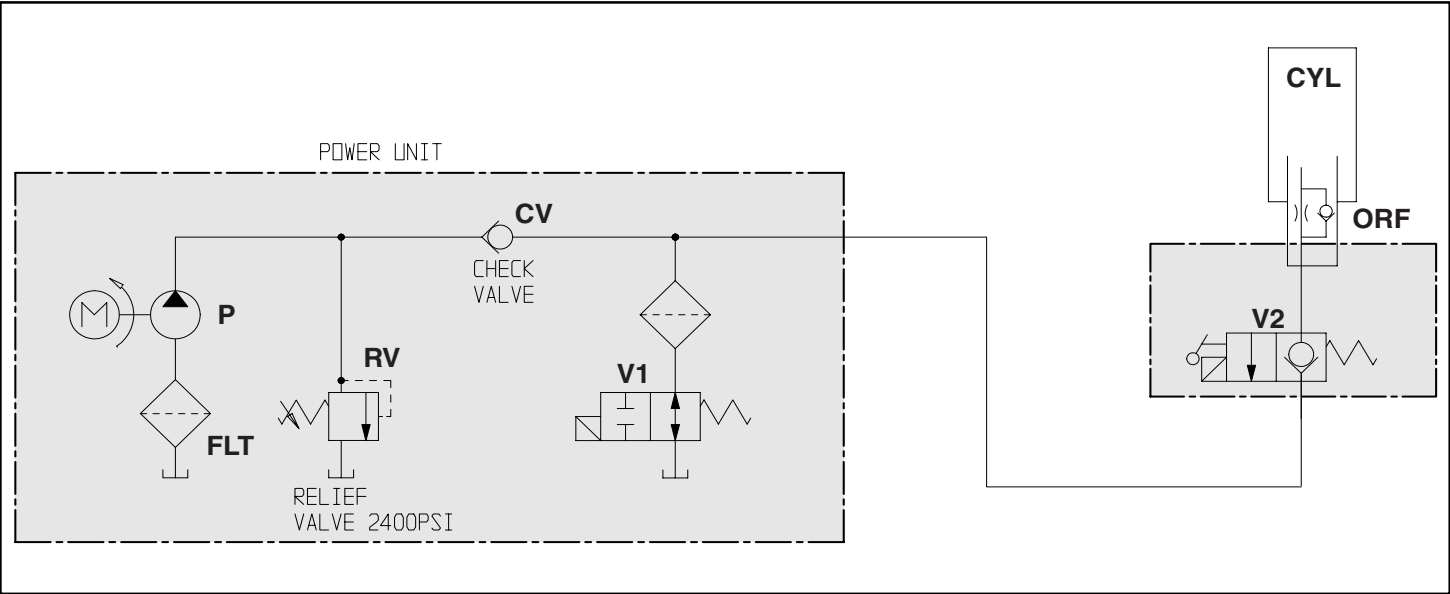 CYL
POWER UNIT
CV
ORF
CHECK
VALVE
M
P
V2
RV
V1
FLT
RELIEF
VALVE 2400PSI